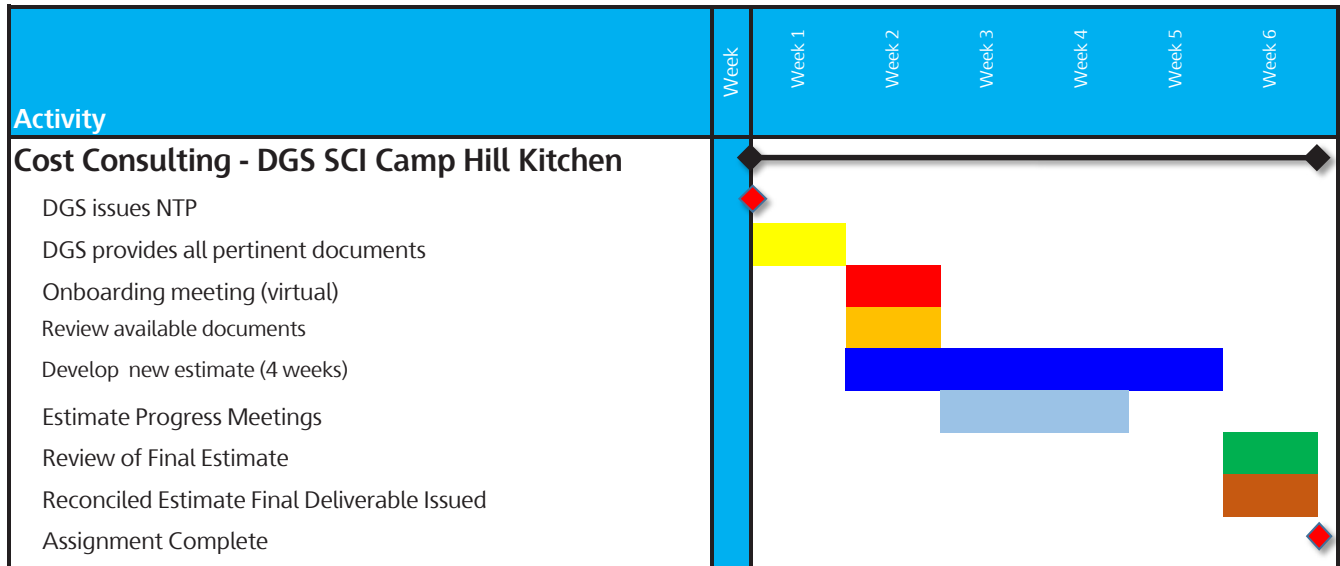 Week
Week 1
Week 2
Week 3
Week 4
Week 5
Week 6
Activity
Cost Consulting - DGS SCI Camp Hill Kitchen
DGS issues NTP
DGS provides all pertinent documents
Onboarding meeting (virtual)
Review available documents
Develop  new estimate (4 weeks)
Estimate Progress Meetings
Review of Final Estimate
Reconciled Estimate Final Deliverable Issued
Assignment Complete